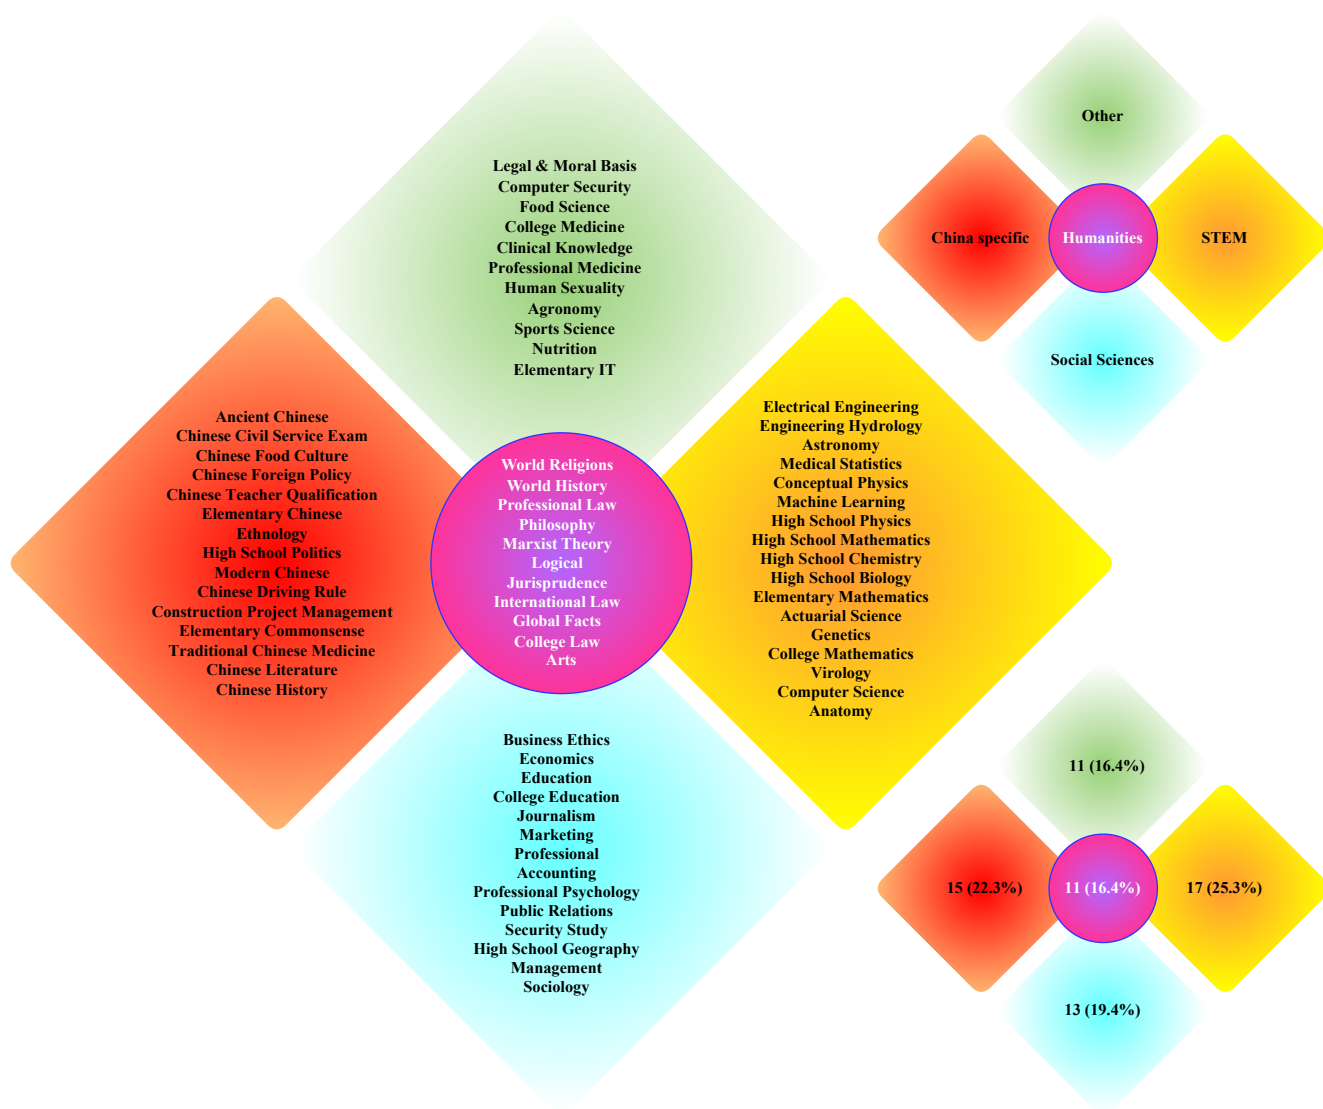 Legal & Moral Basis
Computer Security
Food Science
College Medicine
Clinical Knowledge
Professional Medicine
Human Sexuality
Agronomy
Sports Science
Nutrition
Elementary IT
Ancient Chinese
Chinese Civil Service Exam
Chinese Food Culture
Chinese Foreign Policy
Chinese Teacher Qualification
Elementary Chinese
Ethnology
High School Politics
Modern Chinese
Chinese Driving Rule
Construction Project Management
Elementary Commonsense
Traditional Chinese Medicine
Chinese Literature
Chinese History
World Religions
World History
Professional Law
Philosophy
Marxist Theory
Logical
Jurisprudence
International Law
Global Facts
College Law
Arts
Electrical Engineering
Engineering Hydrology
Astronomy
Medical Statistics
Conceptual Physics
Machine Learning
High School Physics
High School Mathematics
High School Chemistry
High School Biology
Elementary Mathematics
Actuarial Science
Genetics
College Mathematics
Virology
Computer Science
Anatomy
Business Ethics
Economics
Education
College Education
Journalism
Marketing
Professional
Accounting
Professional Psychology
Public Relations
Security Study
High School Geography
Management
Sociology
Other
China specific
Humanities
STEM
Social Sciences
11 (16.4%)
15 (22.3%)
11 (16.4%)
17 (25.3%)
13 (19.4%)